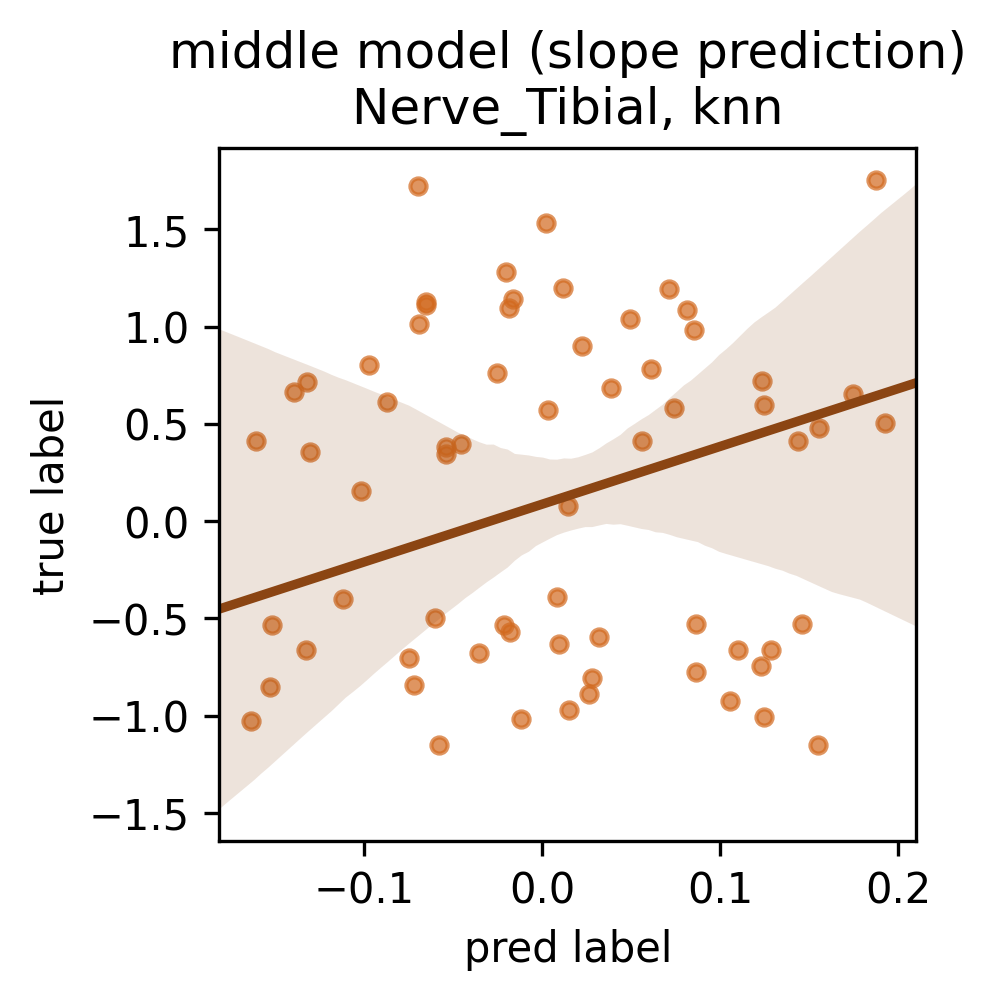 middle model (slope prediction)
Nerve_Tibial, knn
1.5
1.0
0.5
0.0
−0.5
−1.0
−1.5
true label
−0.1
0.0
0.1
0.2
pred label